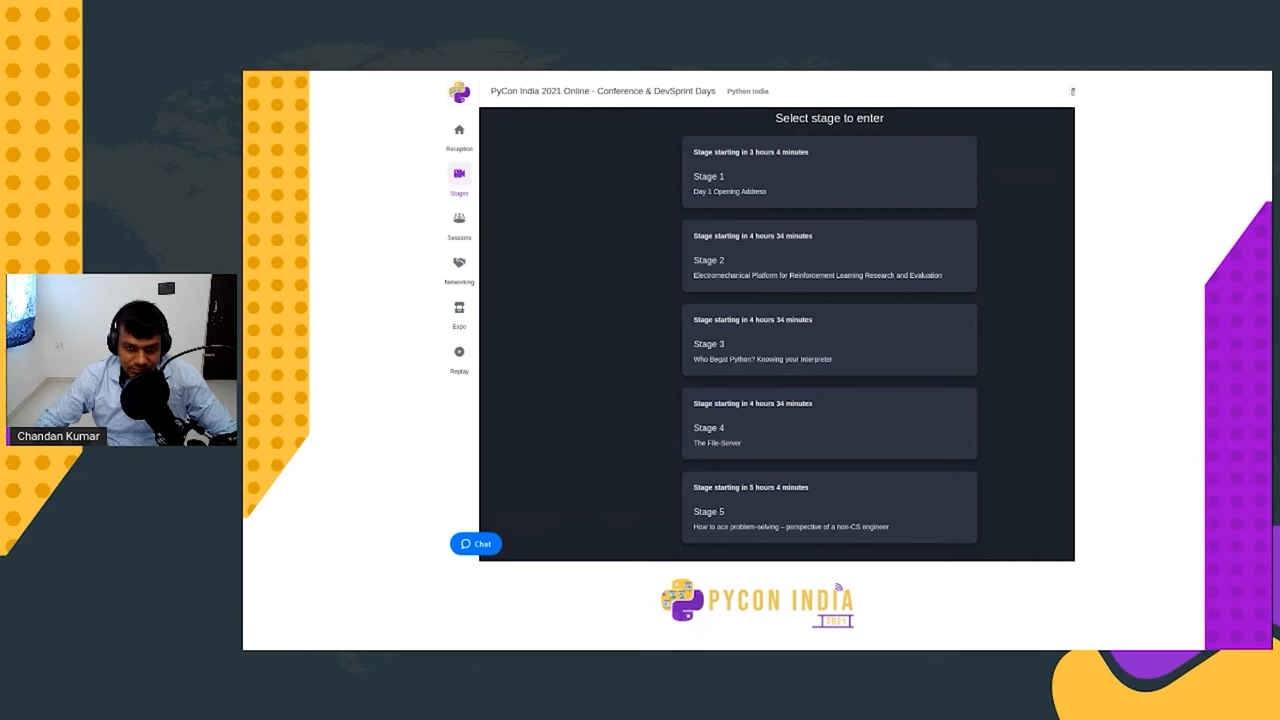 PyCon India 2021 Online - Conference & DevSprint Days Python India
Select stage to enter
Reception
Stages
Sessions
Networking
Expo
Replay
Stage starting in 3 hours 4 minutes
Stage 1
Day 1 Opening Address
Stage starting in 4 hours 34 minutes
Stage 2
Electromechanical Platform for Reinforcement Learning Research and Evaluation
Stage starting in 4 hours 34 minutes
Stage 3
Who Begat Python? Knowing your Interpreter
Stage starting in 4 hours 34 minutes
Stage 4
The File-Server
Stage starting in 5 hours 4 minutes
Stage 5
How to ace problem-solving – perspective of a non-CS engineer
Chat
Chandan Kumar
PYCON INDIA
2021